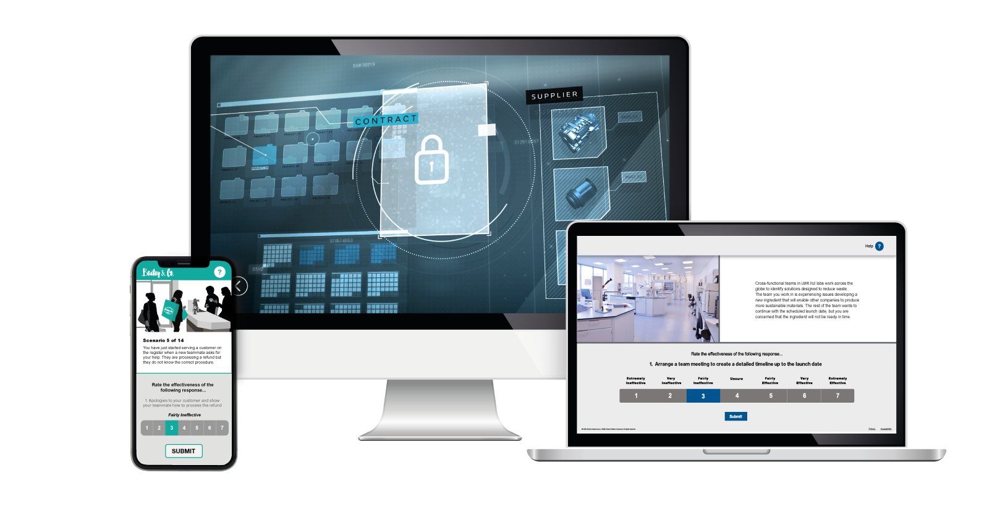 534130219
CONTRACT
SUPPLIER
PROJECT_01
PROJECT_03
PROJECT_04
PROJECT_08
978574653
Bailey & Co.
?
Scenario 5 of 14
You have just started serving a customer on
the register when a new teammate asks for
your help. They are processing a refund but
they do not know the correct procedure.
Rate the effectiveness of the
following response...
1. Apologies to your customer and show
your teammate how to process the refund
Fairly Ineffective
1 2 3 4 5 6 7
SUBMIT
Help ?
Cross-functional teams in LWK ltd labs work across the
globe to identify solutions designed to reduce waste.
The team you work in is experiencing issues developing a
new ingredient that will enable other companies to produce
more sustainable materials. The rest of the team wants to
continue with the scheduled launch date, but you are
concerned that the ingredient will not be ready in time.
Rate the effectiveness of the following response...
1. Arrange a team meeting to create a detailed timeline up to the launch date
Extremely Very Fairly Unsure Fairly Very Extremely
Ineffective Ineffective Ineffective Effective Effective Effective
1 2 3 4 5 6 7
Submit
Privacy Accessibility